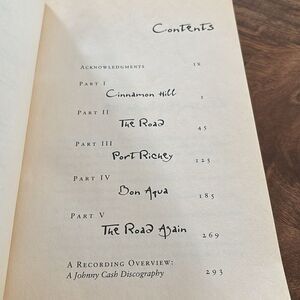 Contents
ACKNOWLEDGMENTS ix
PART I
Cinnamon Hill 1
PART II
The Road 45
PART III
Port Richey 125
PART IV
Bon Aqua 185
PART V
The Road Again 269
A RECORDING OVERVIEW:
A Johnny Cash Discography 293